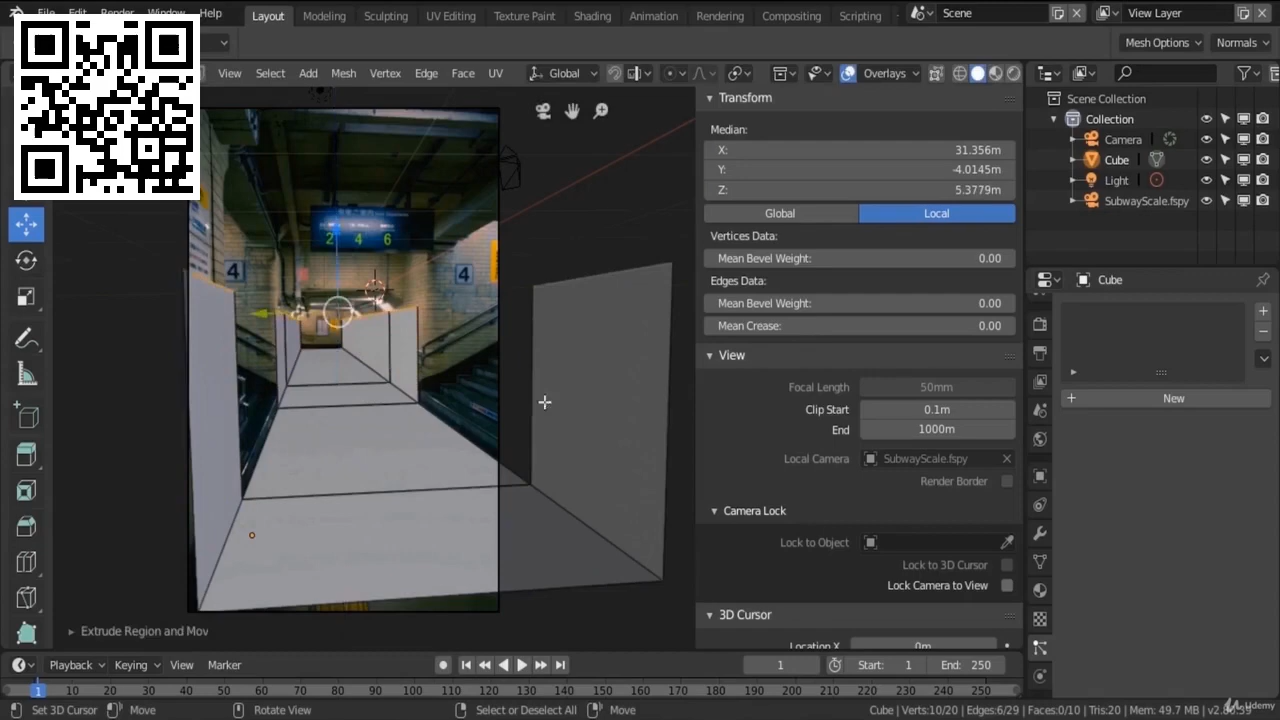 File Edit Render Window Help
Layout Modeling Sculpting UV Editing Texture Paint Shading Animation Rendering Compositing Scripting
Scene
View Layer
Mesh Options
Normals
View Select Add Mesh Vertex Edge Face UV
Global
Overlays
Transform
Median:
X: 31.356m
Y: -4.0145m
Z: 5.3779m
Global Local
Vertices Data:
Mean Bevel Weight: 0.00
Edges Data:
Mean Bevel Weight: 0.00
Mean Crease: 0.00
View
Focal Length 50mm
Clip Start 0.1m
End 1000m
Local Camera SubwayScale.fspy
Render Border
Camera Lock
Lock to Object
Lock to 3D Cursor
Lock Camera to View
3D Cursor
Location X 0m
Scene Collection
Collection
Camera
Cube
Light
SubwayScale.fspy
Cube
New
2 4 6
4
4
Extrude Region and Mov
Playback Keying View Marker
1
Start: 1
End: 250
1 10 20 30 40 50 60 70 80 90 100 110 120 130 140 150 160 170 180 190 200 210 220 230 240 250
Set 3D Cursor Move Rotate View Select or Deselect All Move
Cube | Verts:10/20 | Edges:6/29 | Faces:0/10 | Tris:20 | Mem: 49.7 MB |
Udemy